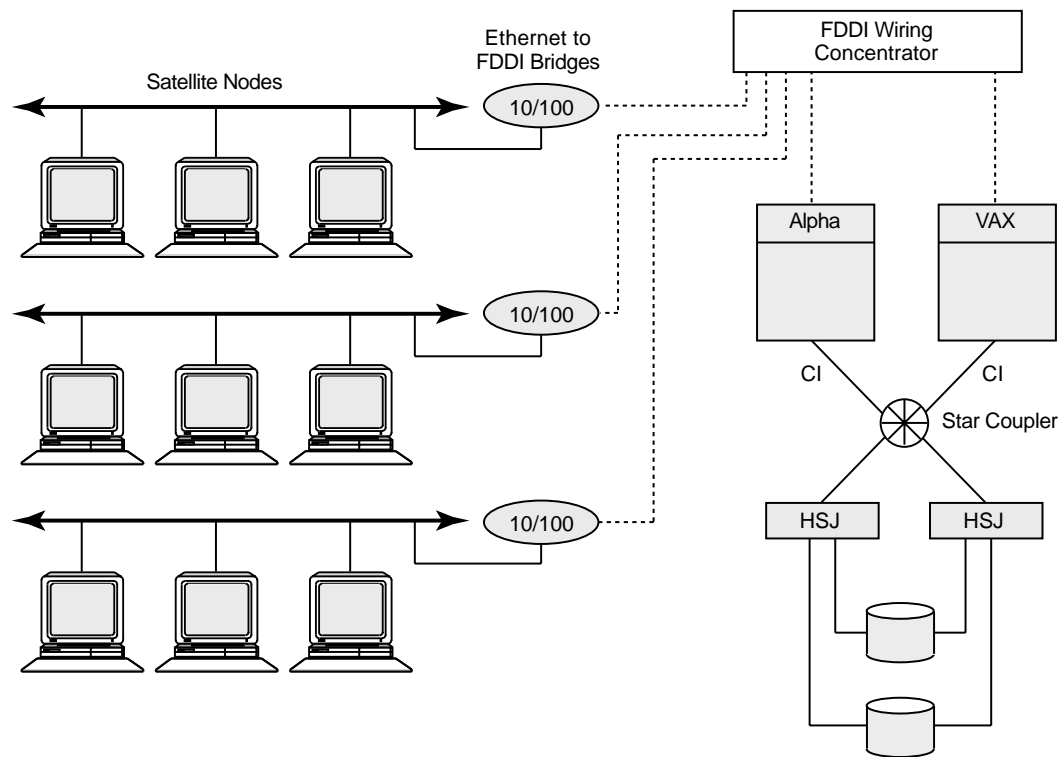 FDDI Wiring
Concentrator
Ethernet to
FDDI Bridges
Satellite Nodes
10/100
Alpha
VAX
10/100
CI
CI
Star Coupler
10/100
HSJ
HSJ